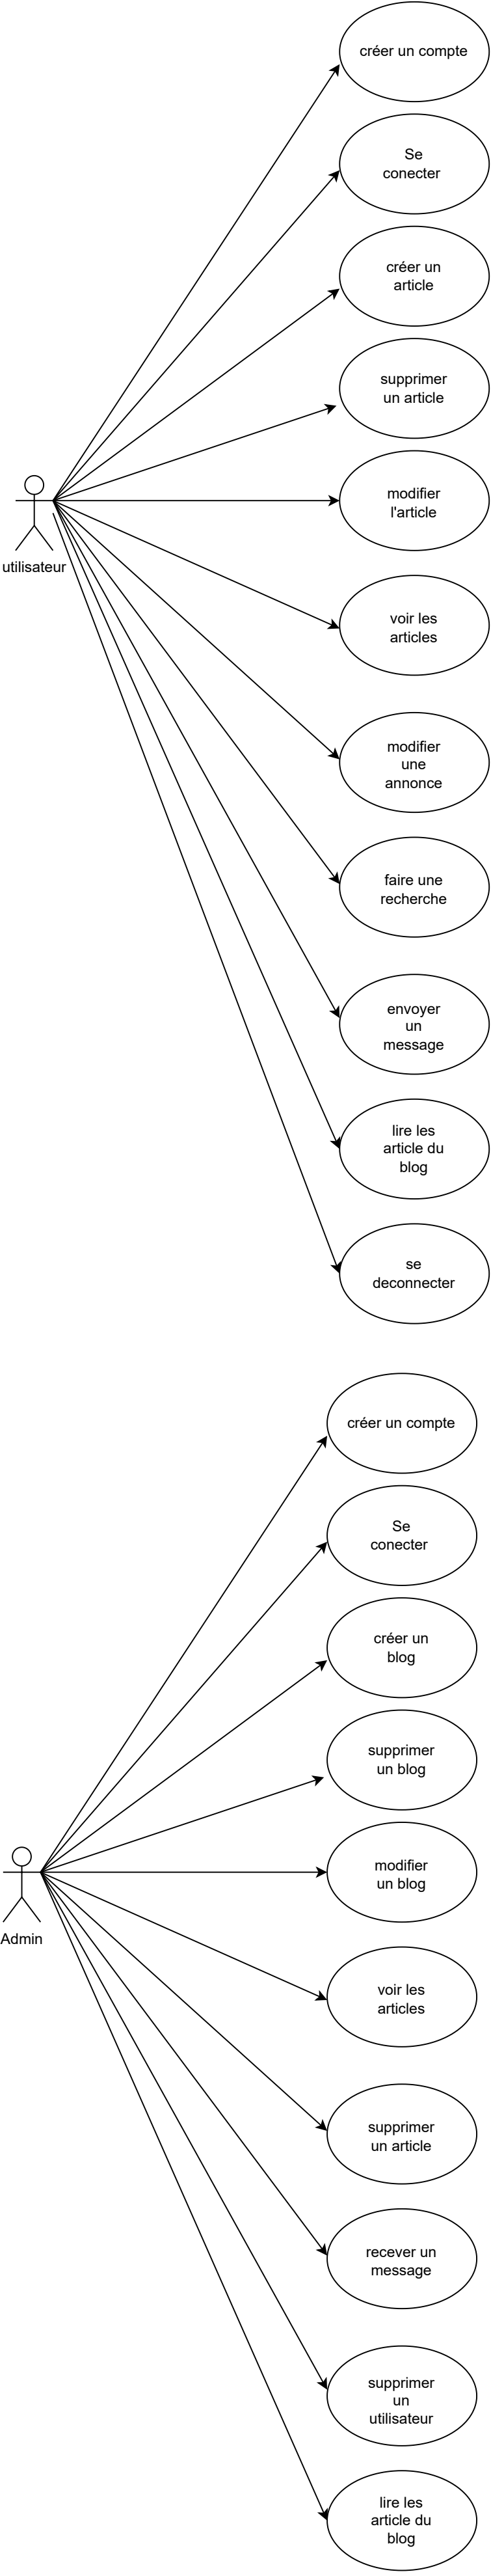 créer un compte
Se
conecter
créer un
article
supprimer
un article
modifier
l'article
utilisateur
voir les
articles
modifier
une
annonce
faire une
recherche
envoyer
un
message
lire les
article du
blog
se
deconnecter
créer un compte
Se
conecter
créer un
blog
supprimer
un blog
modifier
un blog
Admin
voir les
articles
supprimer
un article
recever un
message
supprimer
un
utilisateur
lire les
article du
blog